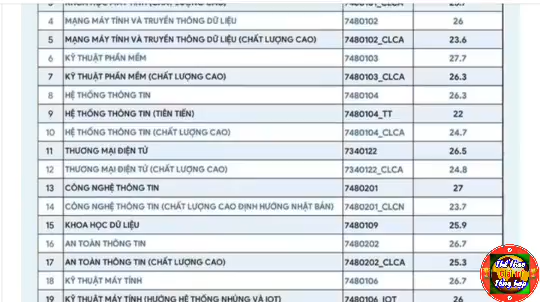 4 MẠNG MÁY TÍNH VÀ TRUYỀN THÔNG DỮ LIỆU 7480102 26
5 MẠNG MÁY TÍNH VÀ TRUYỀN THÔNG DỮ LIỆU (CHẤT LƯỢNG CAO) 7480102_CLCA 23.6
6 KỸ THUẬT PHẦN MỀM 7480103 27.7
7 KỸ THUẬT PHẦN MỀM (CHẤT LƯỢNG CAO) 7480103_CLCA 26.3
8 HỆ THỐNG THÔNG TIN 7480104 26.3
9 HỆ THỐNG THÔNG TIN (TIÊN TIẾN) 7480104_TT 22
10 HỆ THỐNG THÔNG TIN (CHẤT LƯỢNG CAO) 7480104_CLCA 24.7
11 THƯƠNG MẠI ĐIỆN TỬ 7340122 26.5
12 THƯƠNG MẠI ĐIỆN TỬ (CHẤT LƯỢNG CAO) 7340122_CLCA 24.8
13 CÔNG NGHỆ THÔNG TIN 7480201 27
14 CÔNG NGHỆ THÔNG TIN (CHẤT LƯỢNG CAO ĐỊNH HƯỚNG NHẬT BẢN) 7480201_CLCN 23.7
15 KHOA HỌC DỮ LIỆU 7480109 25.9
16 AN TOÀN THÔNG TIN 7480202 26.7
17 AN TOÀN THÔNG TIN (CHẤT LƯỢNG CAO) 7480202_CLCA 25.3
18 KỸ THUẬT MÁY TÍNH 7480106 26.7
19 KỸ THUẬT MÁY TÍNH (HƯỚNG HỆ THỐNG NHÚNG VÀ IOT) 7480106_IOT 26
Thể Thao
Tổng hợp